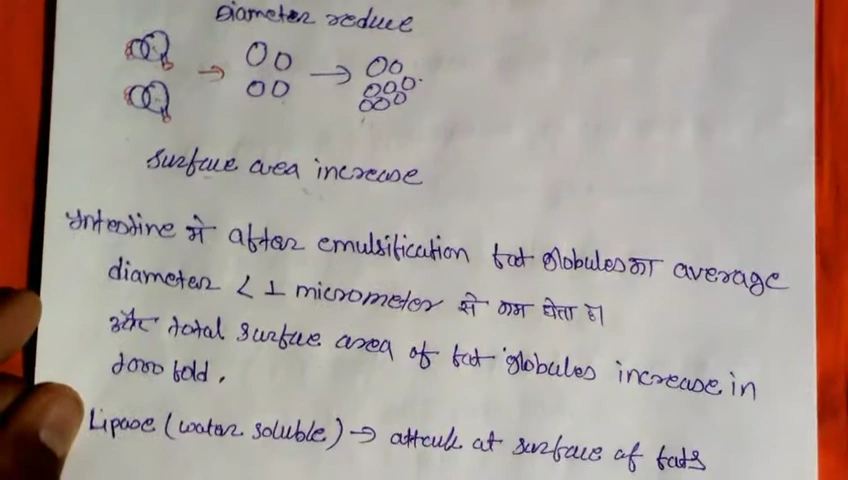 Diameter reduce
Surface area increase
Intestine मे after emulsification fat globules का average
diameter < 1 micrometer से कम होता है।
और total surface area of fat globules increase in
1000 fold.
Lipase (water soluble) → attack at surface of fats